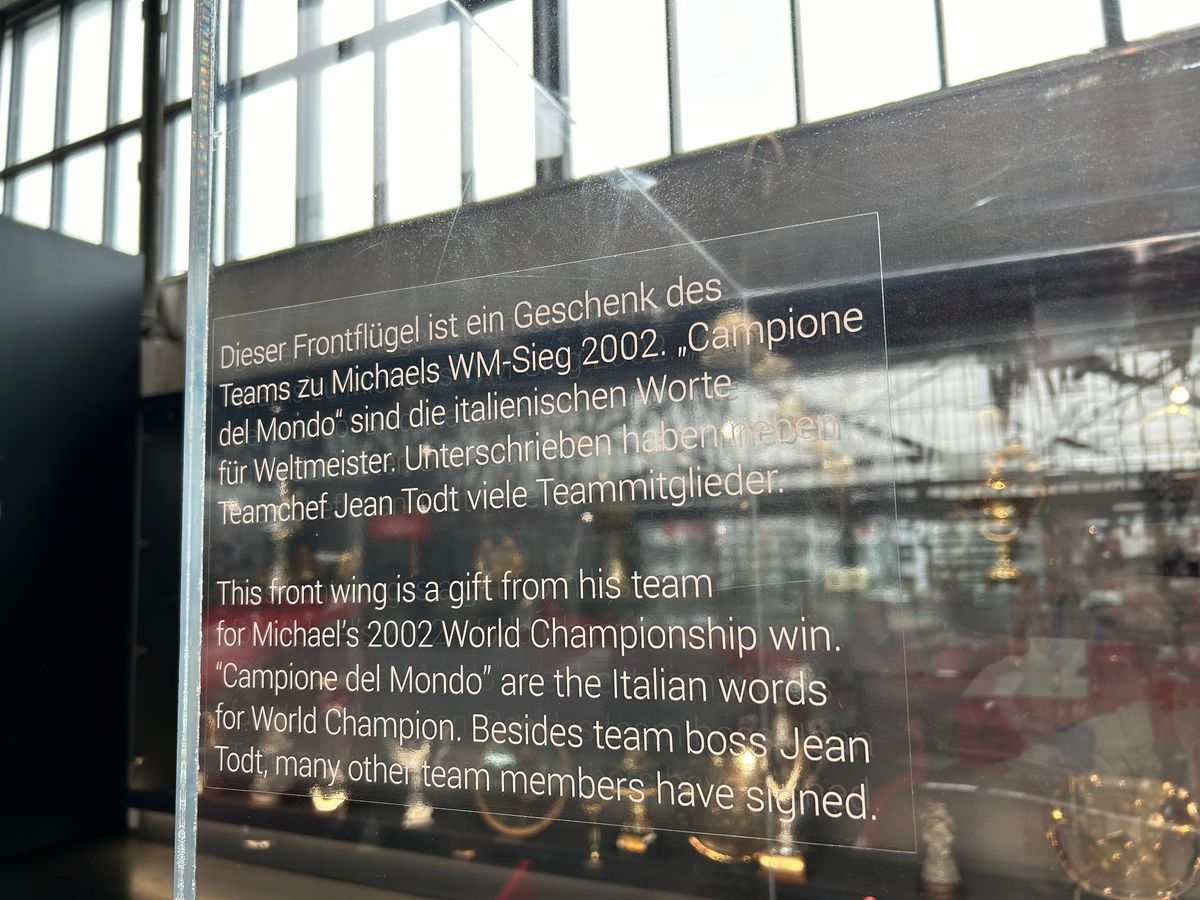 Dieser Frontflügel ist ein Geschenk des
Teams zu Michaels WM-Sieg 2002. „Campione
del Mondo“ sind die italienischen Worte
für Weltmeister. Unterschrieben haben neben
Teamchef Jean Todt viele Teammitglieder.
This front wing is a gift from his team
for Michael’s 2002 World Championship win.
“Campione del Mondo” are the Italian words
for World Champion. Besides team boss Jean
Todt, many other team members have signed.